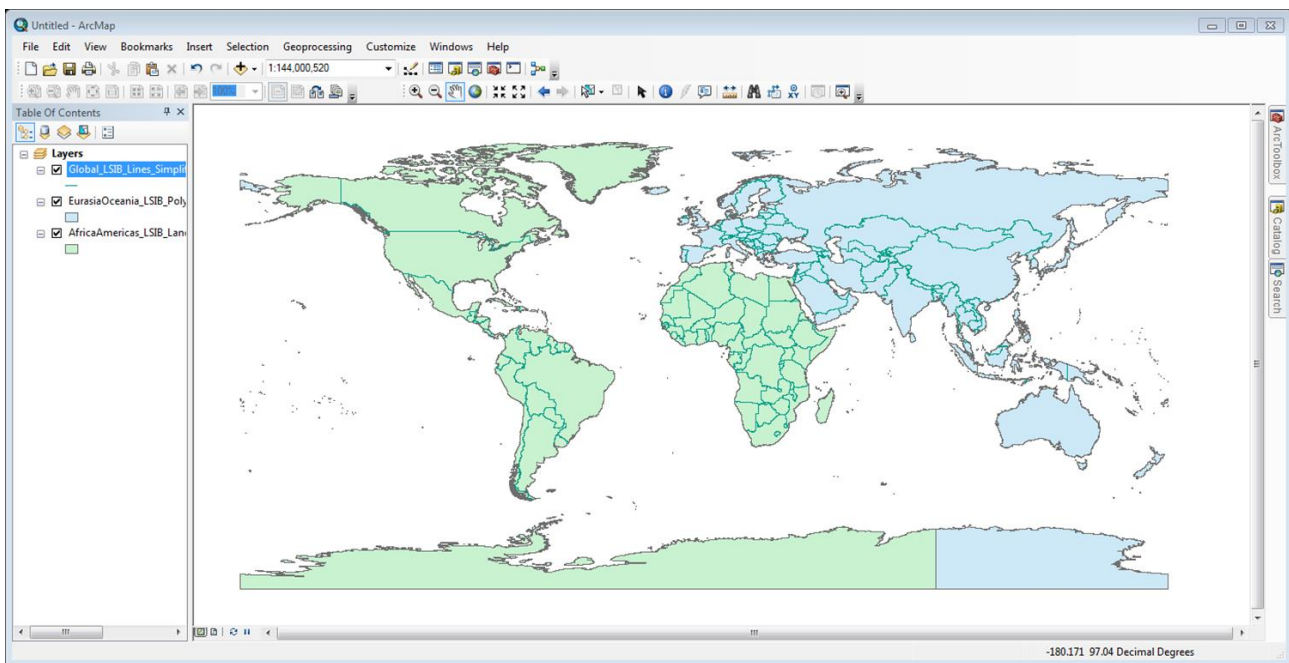 Untitled - ArcMap
File Edit View Bookmarks Insert Selection Geoprocessing Customize Windows Help
1:144,000,520
100%
Table Of Contents
Layers
Global_LSIB_Lines_Simplif
EurasiaOceania_LSIB_Poly
AfricaAmericas_LSIB_Lan
ArcToolbox
Catalog
Search
-180.171 97.04 Decimal Degrees